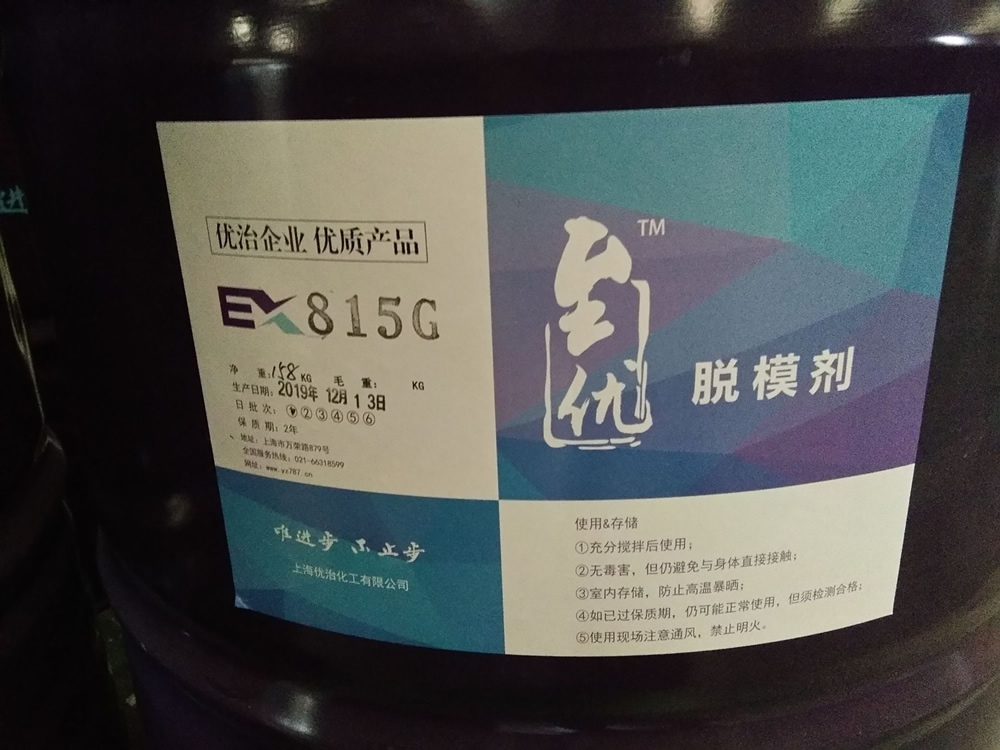 优治企业 优质产品
EX 815G
净 重:158KG 毛 重: KG
生产日期:2019年 12月 1 3日
日批次:①②③④⑤⑥
保质期:2年
地址:上海市万荣路879号
全国服务热线:021-66318599
网址:www.yz787.cn
唯进步 不止步
上海优治化工有限公司
至优
TM
脱模剂
使用&存储
①充分搅拌后使用;
②无毒害,但仍避免与身体直接接触;
③室内存储,防止高温暴晒;
④如已过保质期,仍可能正常使用,但须检测合格;
⑤使用现场注意通风,禁止明火。